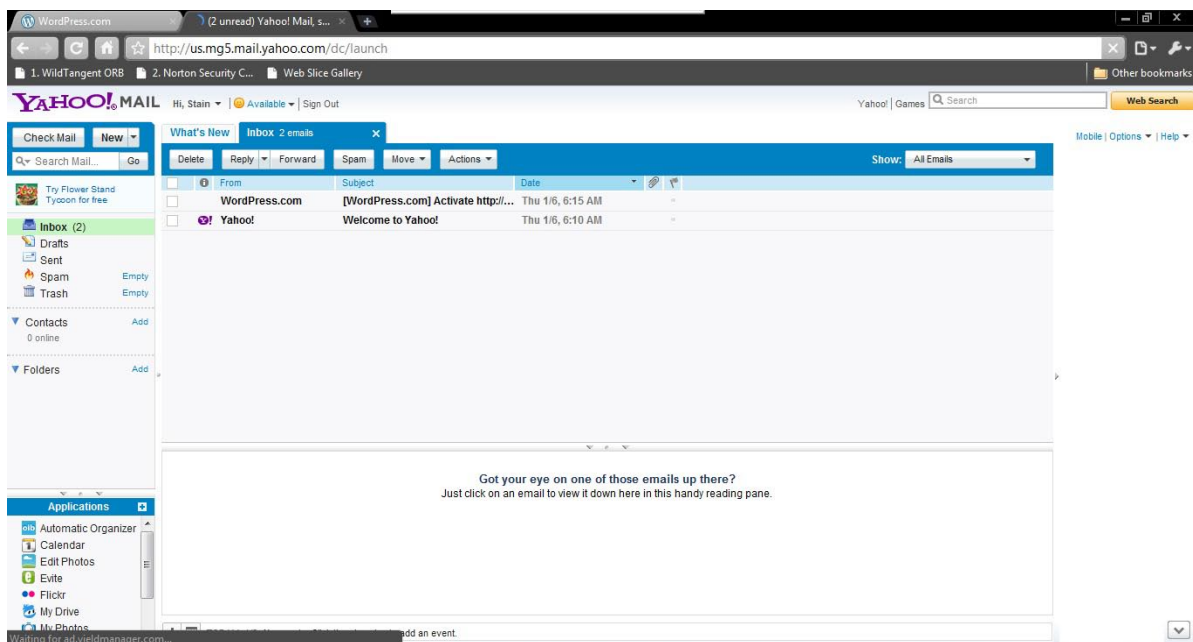 WordPress.com
(2 unread) Yahoo! Mail, s...
http://us.mg5.mail.yahoo.com/dc/launch
1. WildTangent ORB 2. Norton Security C... Web Slice Gallery Other bookmarks
YAHOO! MAIL Hi, Stain Available Sign Out Yahoo! Games Search Web Search
Check Mail New What's New Inbox 2 emails Mobile | Options | Help
Search Mail... Go Delete Reply Forward Spam Move Actions Show: All Emails
Try Flower Stand
Tycoon for free
From Subject Date
WordPress.com [WordPress.com] Activate http://... Thu 1/6, 6:15 AM
Yahoo! Welcome to Yahoo! Thu 1/6, 6:10 AM
Inbox (2)
Drafts
Sent
Spam Empty
Trash Empty
Contacts Add
0 online
Folders Add
Got your eye on one of those emails up there?
Just click on an email to view it down here in this handy reading pane.
Applications
Automatic Organizer
Calendar
Edit Photos
Evite
Flickr
My Drive
My Photos
Waiting for ad.yieldmanager.com...
add an event.